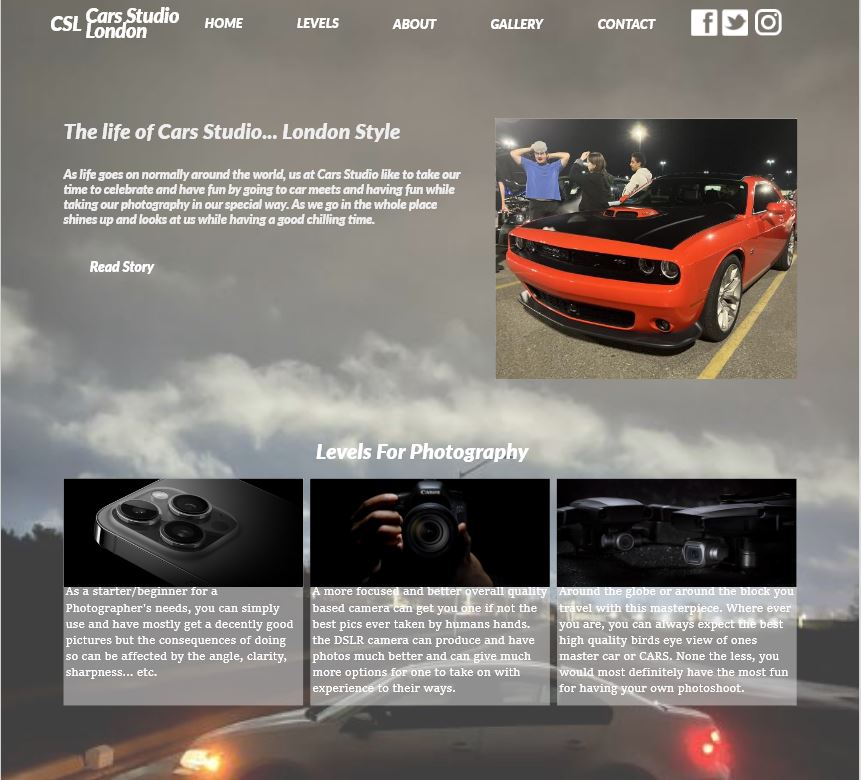 CSL Cars Studio
London
HOME
LEVELS
ABOUT
GALLERY
CONTACT
The life of Cars Studio... London Style
As life goes on normally around the world, us at Cars Studio like to take our
time to celebrate and have fun by going to car meets and having fun while
taking our photography in our special way. As we go in the whole place
shines up and looks at us while having a good chilling time.
Read Story
Levels For Photography
Canon
As a starter/beginner for a
Photographer's needs, you can simply
use and have mostly get a decently good
pictures but the consequences of doing
so can be affected by the angle, clarity,
sharpness... etc.
A more focused and better overall quality
based camera can get you one if not the
best pics ever taken by humans hands.
the DSLR camera can produce and have
photos much better and can give much
more options for one to take on with
experience to their ways.
Around the globe or around the block you
travel with this masterpiece. Where ever
you are, you can always expect the best
high quality birds eye view of ones
master car or CARS. None the less, you
would most definitely have the most fun
for having your own photoshoot.